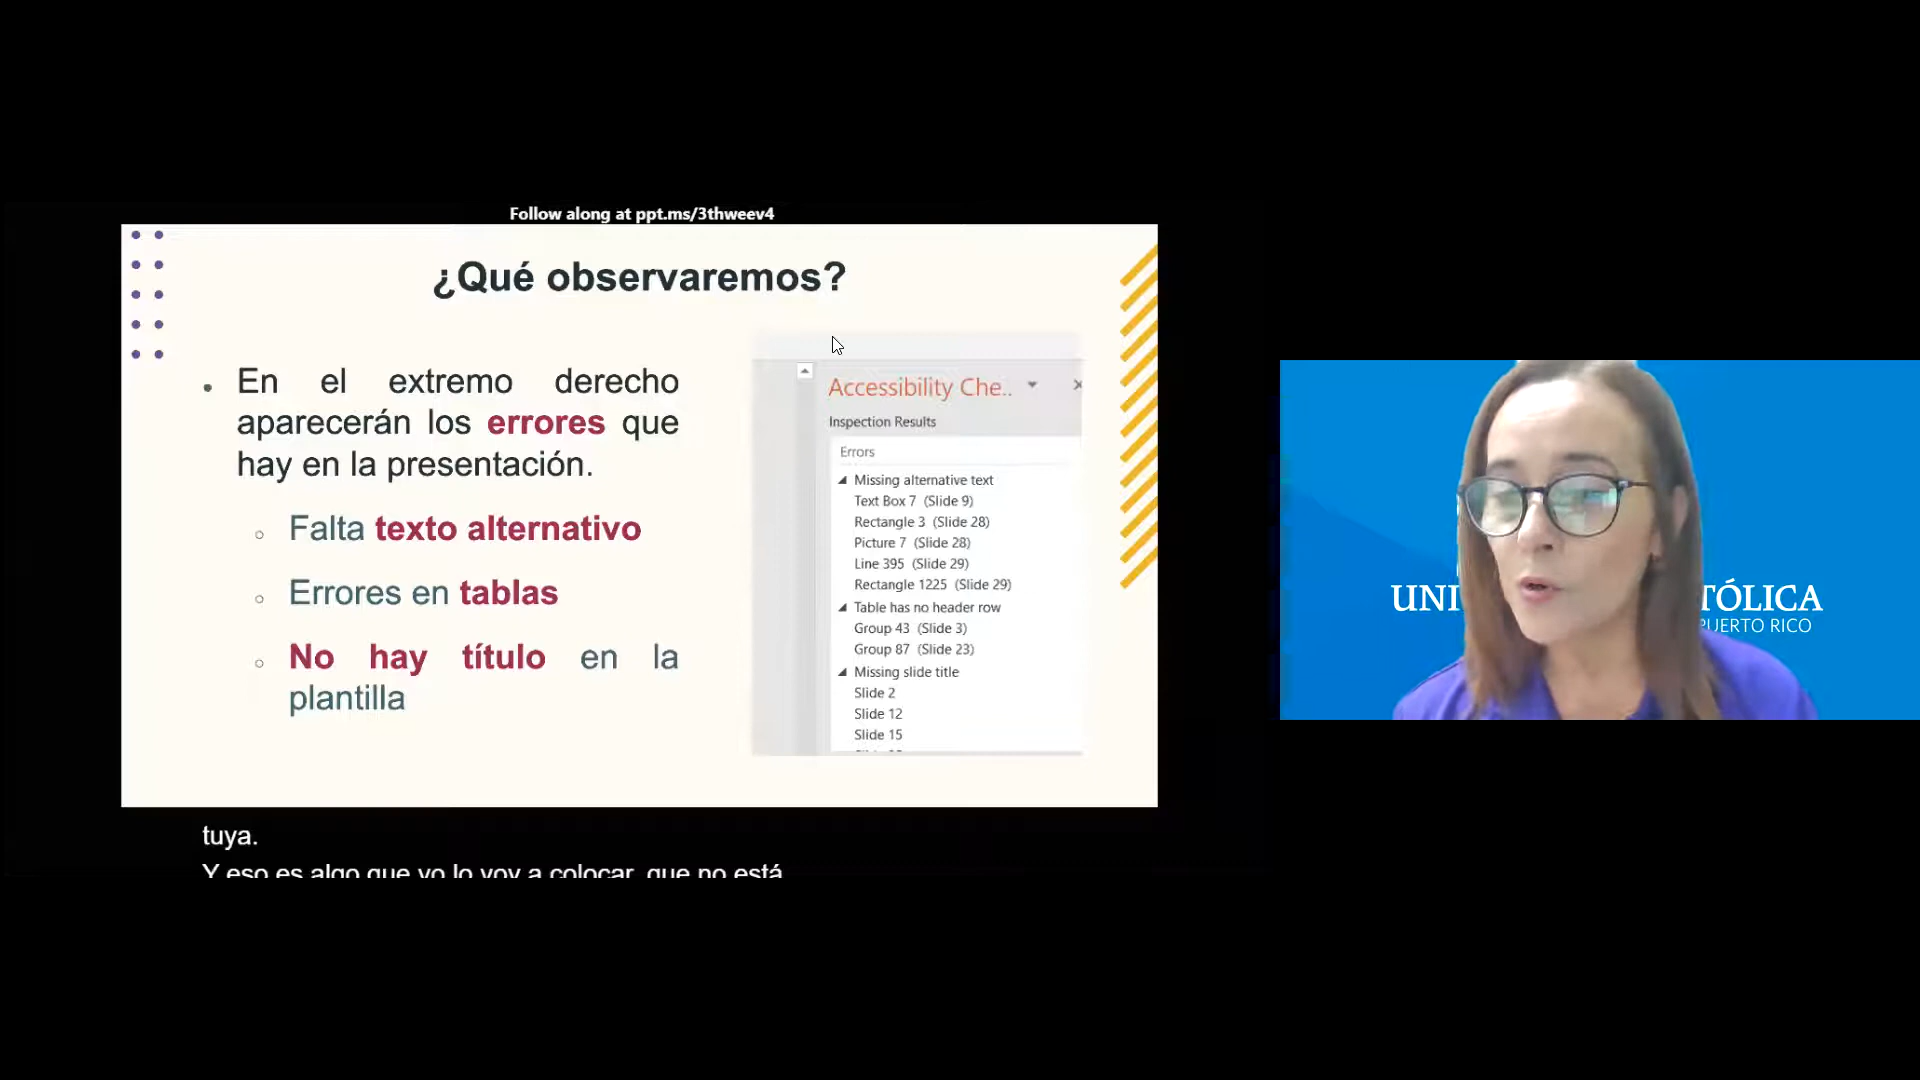 Follow along at ppt.ms/3thweev4
¿Qué observaremos?
En el extremo derecho
aparecerán los errores que
hay en la presentación.
Falta texto alternativo
Errores en tablas
No hay título en la
plantilla
Accessibility Che..
Inspection Results
Errors
Missing alternative text
Text Box 7 (Slide 9)
Rectangle 3 (Slide 28)
Picture 7 (Slide 28)
Line 395 (Slide 29)
Rectangle 1225 (Slide 29)
Table has no header row
Group 43 (Slide 3)
Group 87 (Slide 23)
Missing slide title
Slide 2
Slide 12
Slide 15
tuya.
Y eso es algo que yo lo voy a colocar, que no está
UNI TÓLICA
PUERTO RICO